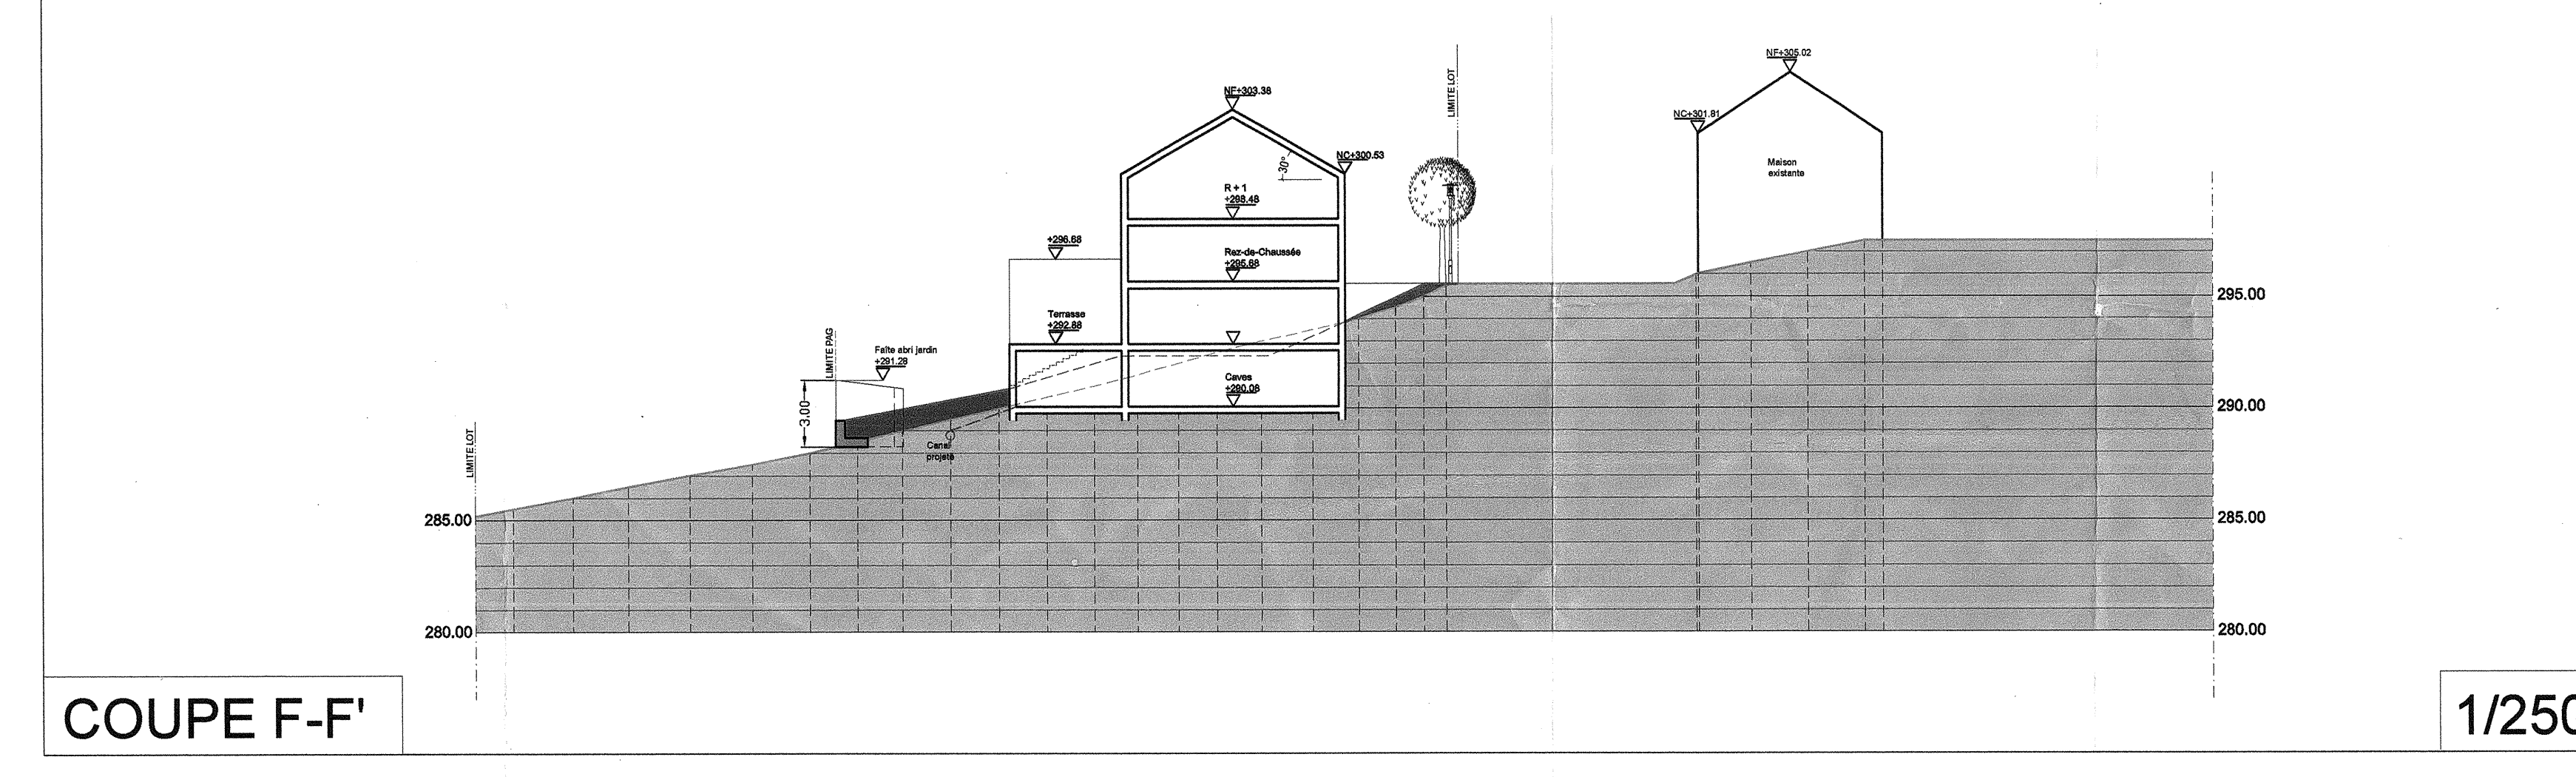 NF+305.02
NF+303.38
LIMITE LOT
NC+301.81
NC+300.53
Maison
existante
30°
R + 1
+298.48
+296.68
Rez-de-Chaussée
+295.68
295.00
Terrasse
+292.88
LIMITE PAG
Faîte abri jardin
+291.28
Caves
+290.08
3.00
290.00
LIMITE LOT
Canal
projeté
285.00
285.00
280.00
280.00
COUPE F-F'
1/250